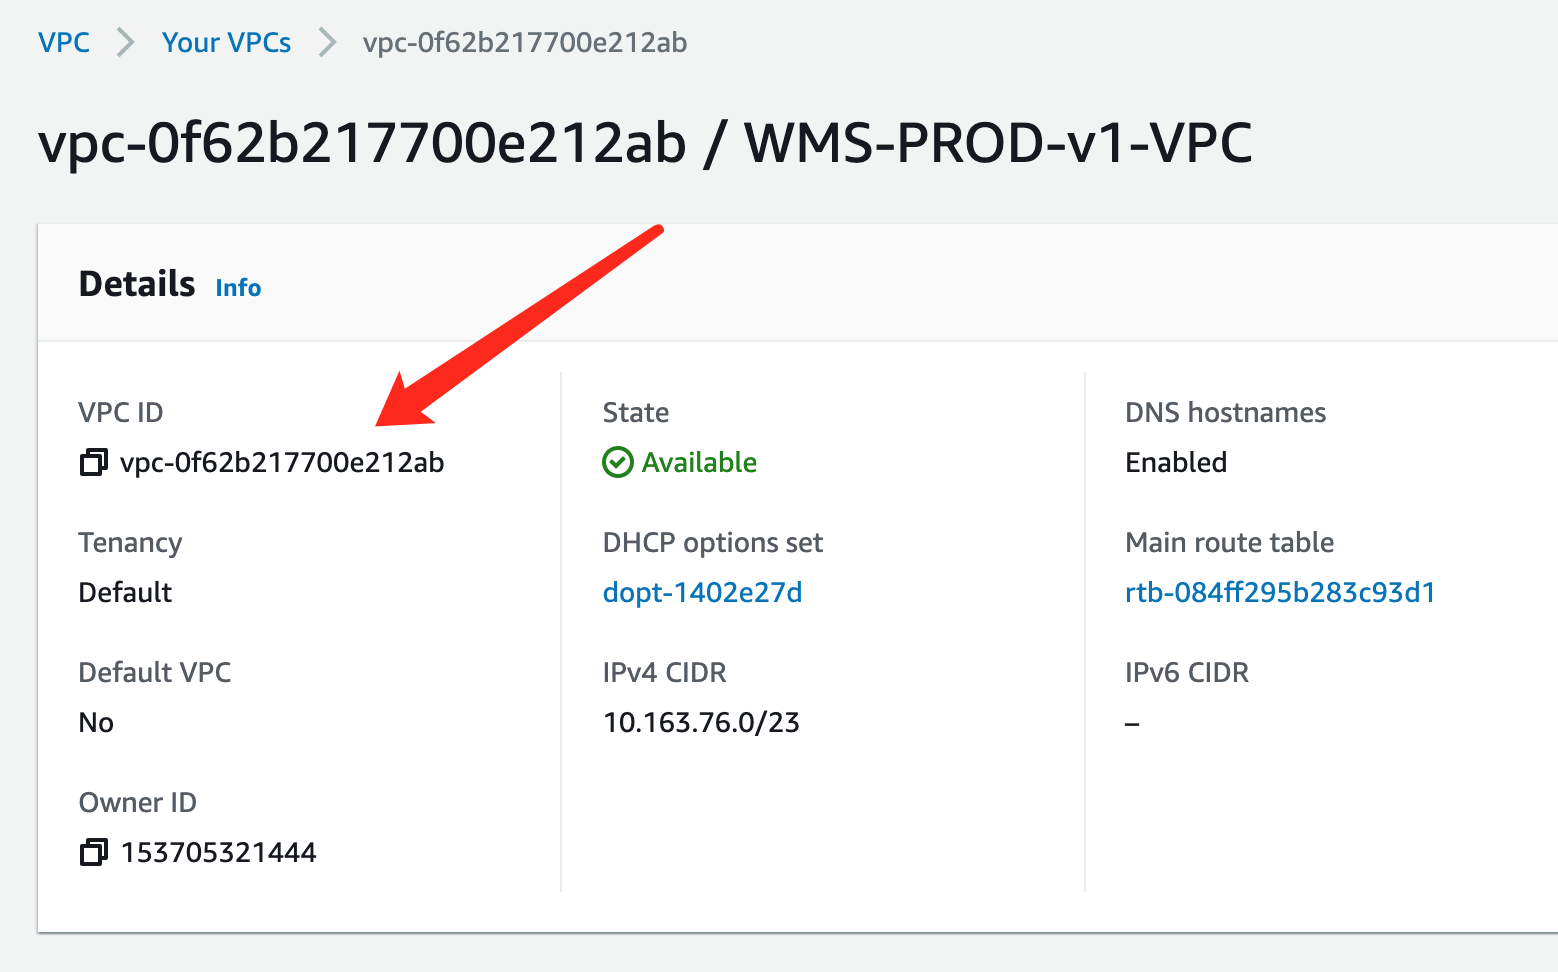 VPC > Your VPCs > vpc-0f62b217700e212ab
vpc-0f62b217700e212ab / WMS-PROD-v1-VPC
Details Info
VPC ID
vpc-0f62b217700e212ab
State
Available
DNS hostnames
Enabled
Tenancy
Default
DHCP options set
dopt-1402e27d
Main route table
rtb-084ff295b283c93d1
Default VPC
No
IPv4 CIDR
10.163.76.0/23
IPv6 CIDR
–
Owner ID
153705321444